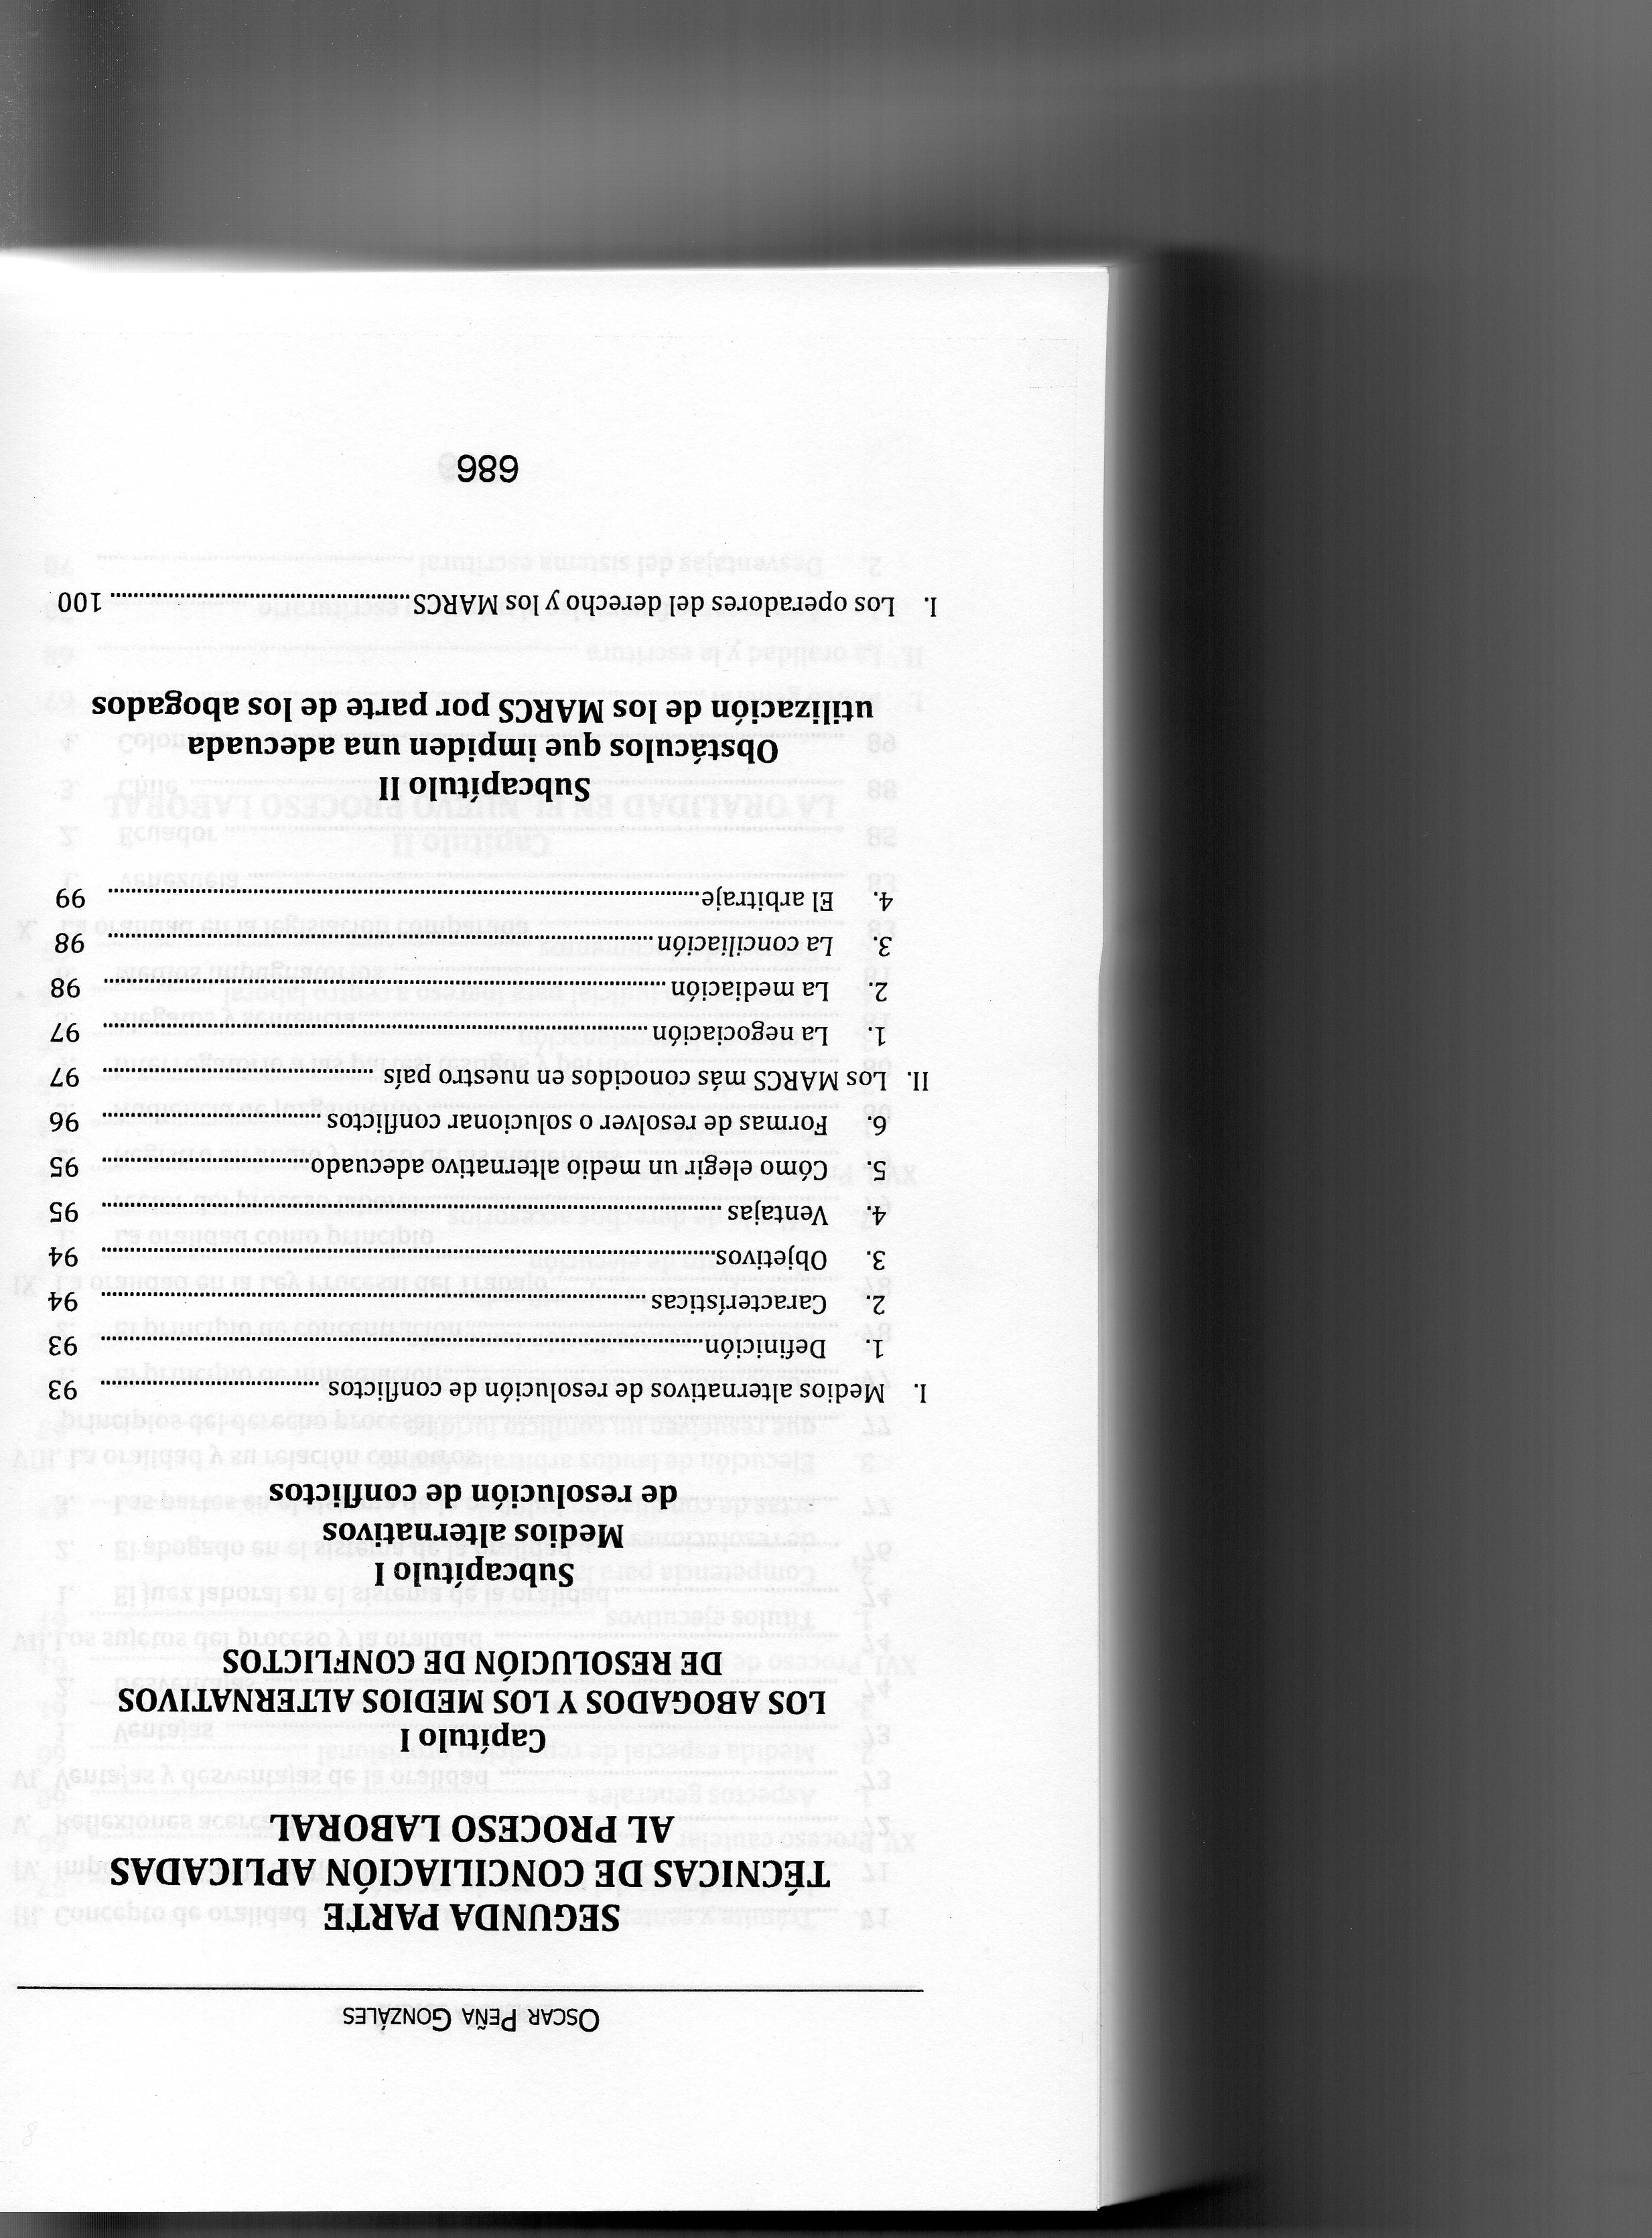 OSCAR PEÑA GONZÁLES
SEGUNDA PARTE
TÉCNICAS DE CONCILIACIÓN APLICADAS
AL PROCESO LABORAL
Capítulo I
LOS ABOGADOS Y LOS MEDIOS ALTERNATIVOS
DE RESOLUCIÓN DE CONFLICTOS
Subcapítulo I
Medios alternativos
de resolución de conflictos
I. Medios alternativos de resolución de conflictos ........ 93
1. Definición ........ 93
2. Características ........ 94
3. Objetivos ........ 94
4. Ventajas ........ 95
5. Cómo elegir un medio alternativo adecuado ........ 95
6. Formas de resolver o solucionar conflictos ........ 96
II. Los MARCS más conocidos en nuestro país ........ 97
1. La negociación ........ 97
2. La mediación ........ 98
3. La conciliación ........ 98
4. El arbitraje ........ 99
Subcapítulo II
Obstáculos que impiden una adecuada
utilización de los MARCS por parte de los abogados
I. Los operadores del derecho y los MARCS ........ 100
686